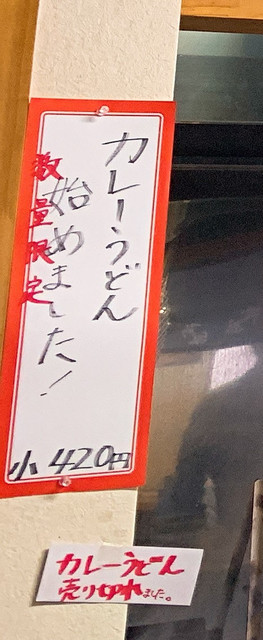 カレーうどん
始めました!
数量限定
小 420円
カレーうどん
売り切れました。